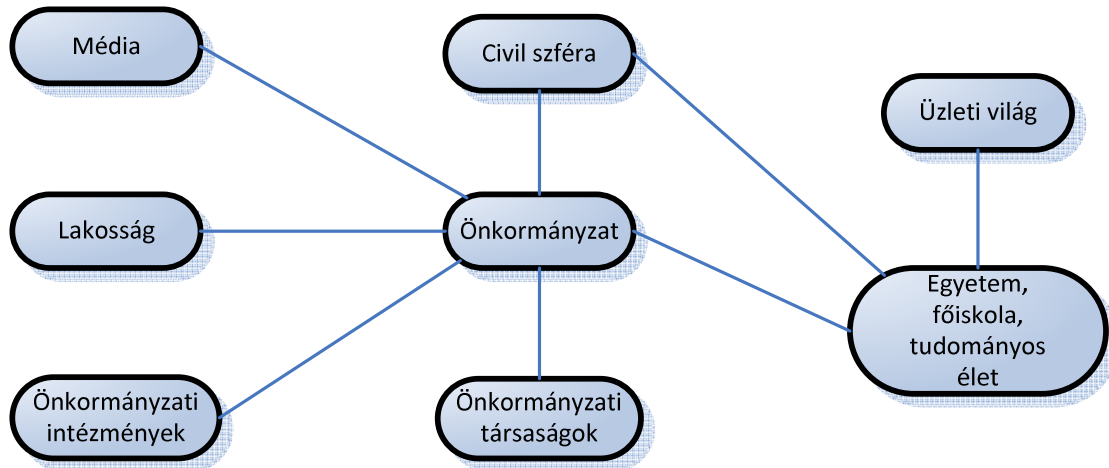 Média
Civil szféra
Üzleti világ
Lakosság
Önkormányzat
Egyetem,
főiskola,
tudományos
élet
Önkormányzati
intézmények
Önkormányzati
társaságok